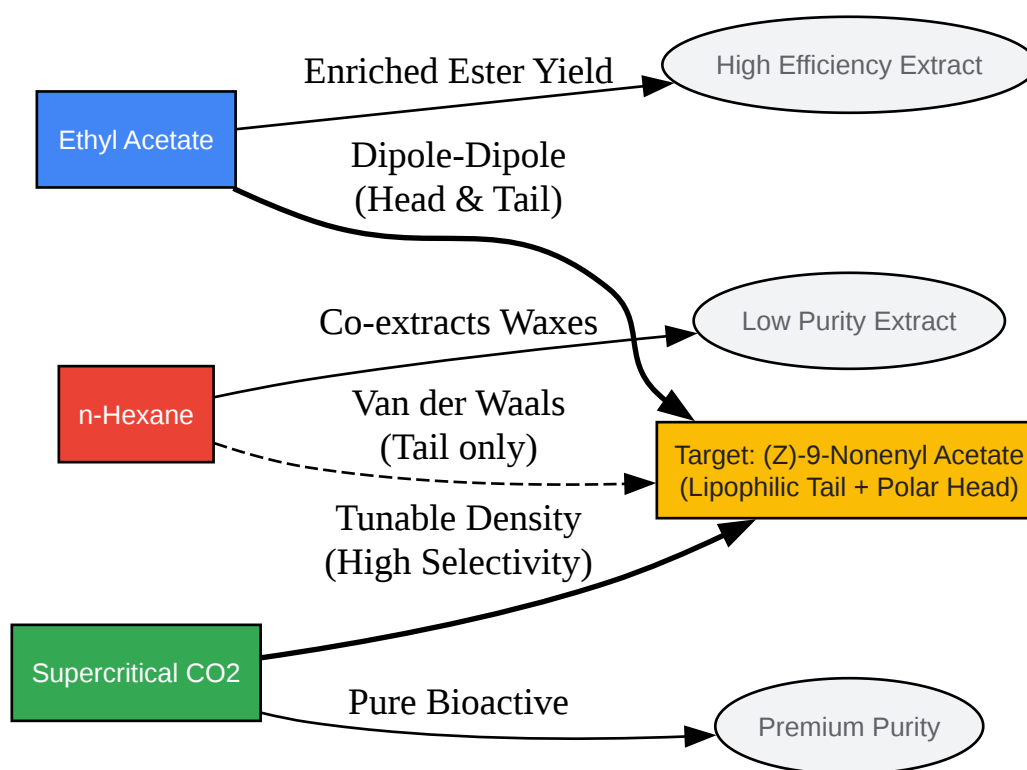 Enriched Ester Yield
High Efficiency Extract
Ethyl Acetate
Dipole-Dipole
(Head & Tail)
Co-extracts Waxes
Low Purity Extract
n-Hexane
Van der Waals
(Tail only)
Target: (Z)-9-Nonenyl Acetate
(Lipophilic Tail + Polar Head)
Tunable Density
(High Selectivity)
Supercritical CO2
Pure Bioactive
Premium Purity